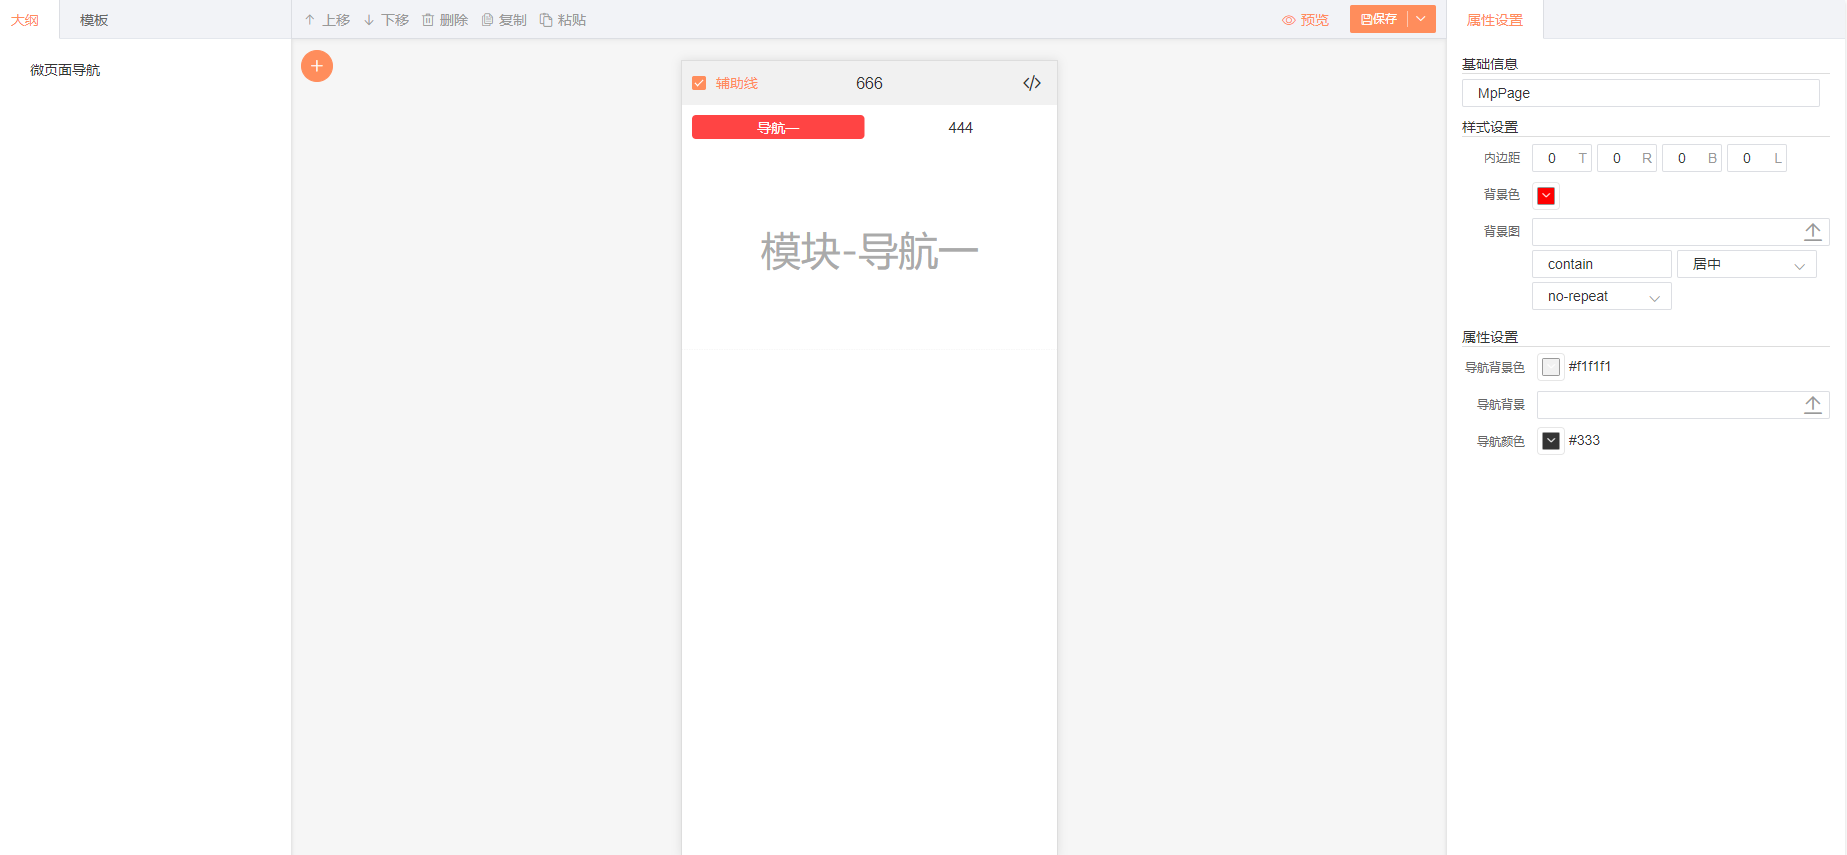 大纲 模板
微页面导航
上移 下移 删除 复制 粘贴 预览 保存
辅助线 666 </>
导航一 444
模块-导航一
属性设置
基础信息
MpPage
样式设置
内边距 0 T 0 R 0 B 0 L
背景色
背景图
contain 居中
no-repeat
属性设置
导航背景色 #f1f1f1
导航背景
导航颜色 #333